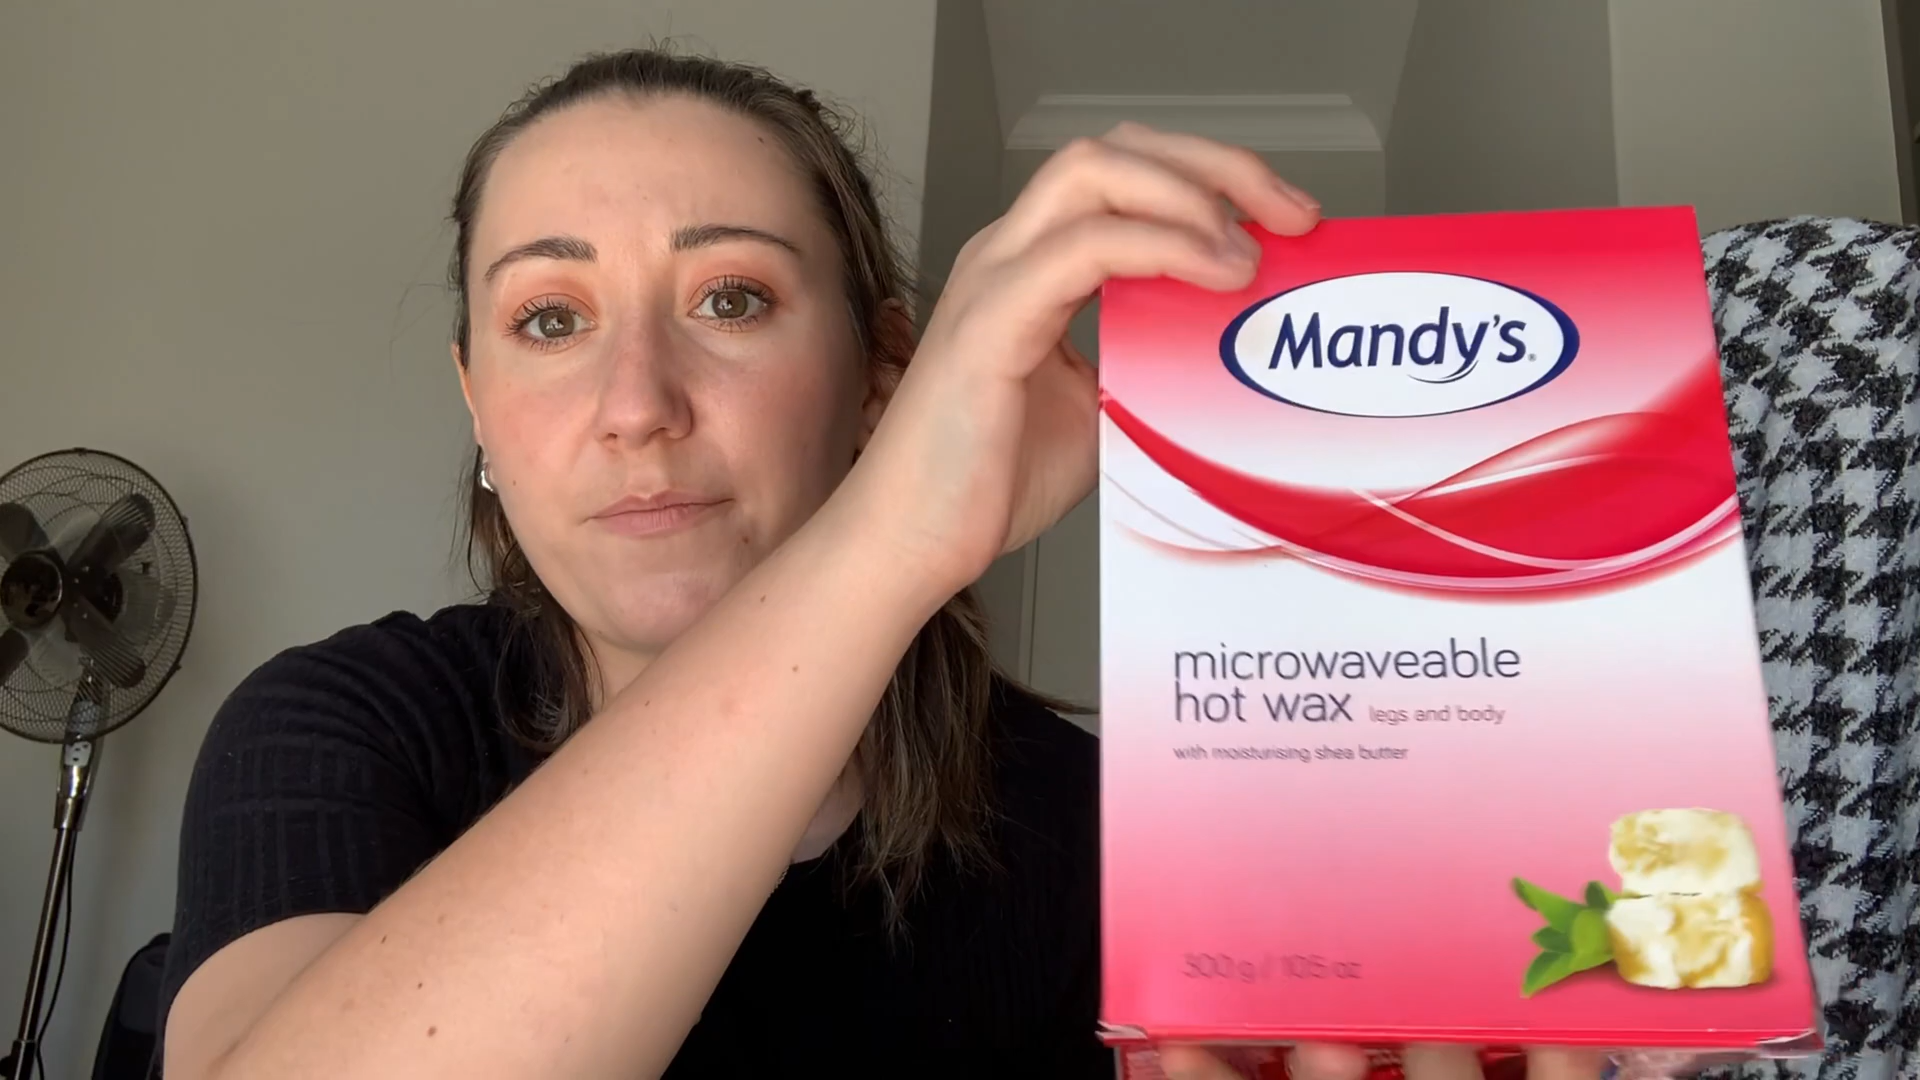 Mandy's
microwaveable
hot wax legs and body
with moisturising shea butter
300g / 10.5 oz